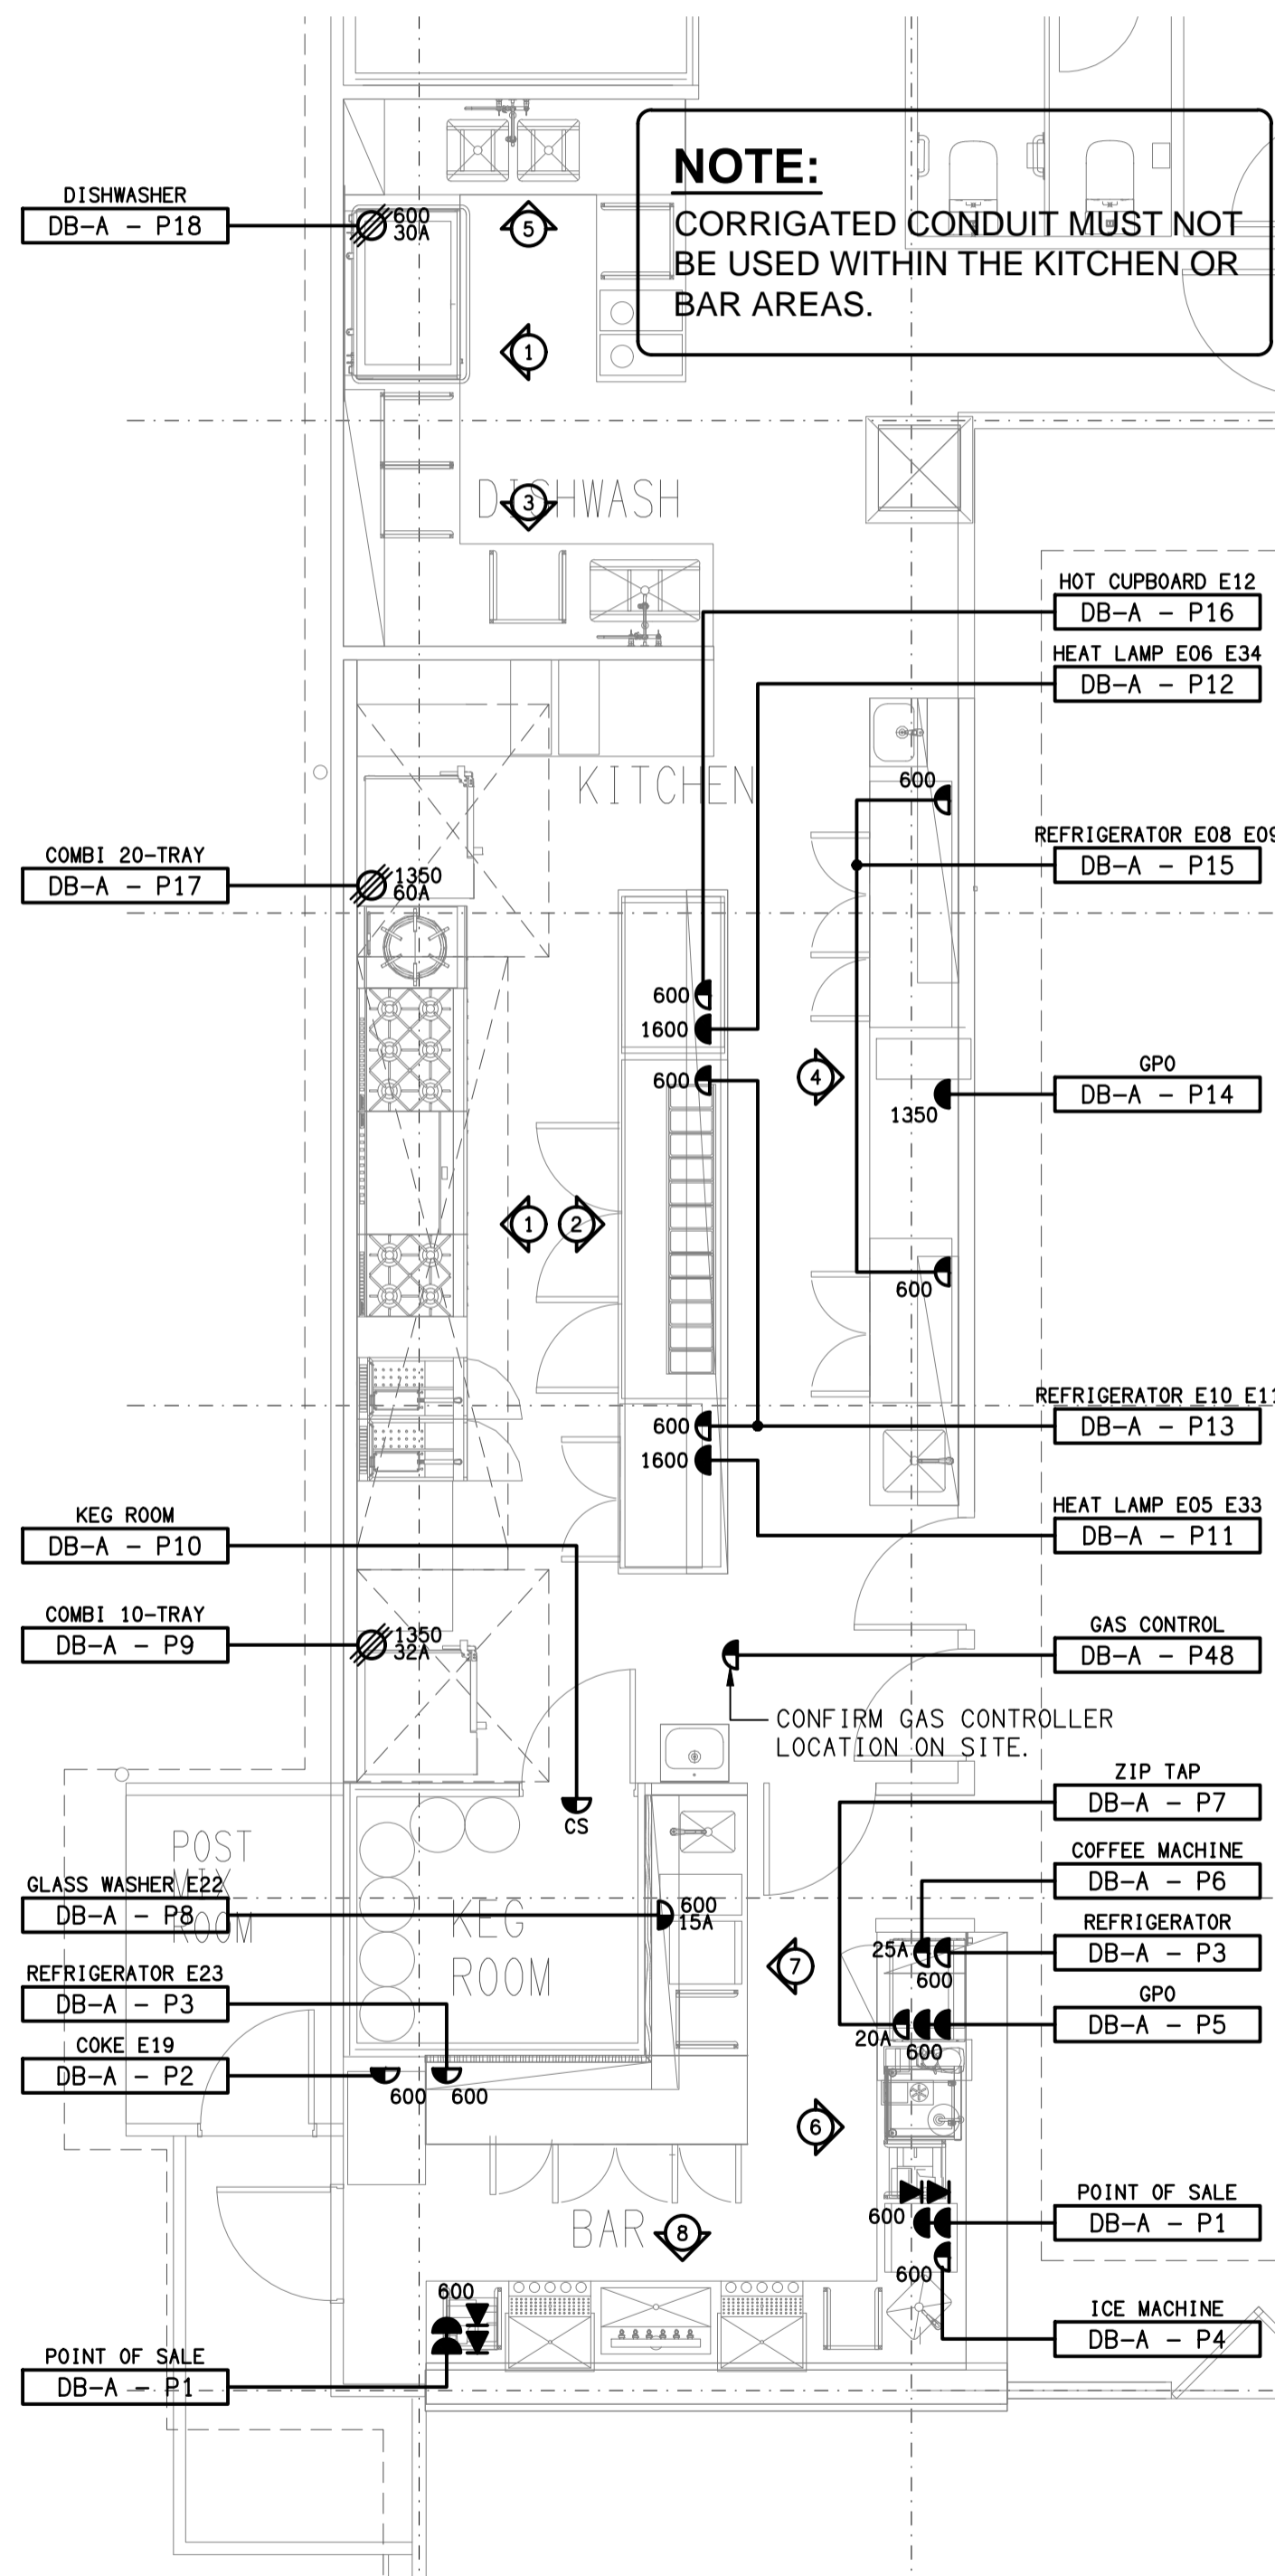 NOTE:
CORRIGATED CONDUIT MUST NOT
BE USED WITHIN THE KITCHEN OR
BAR AREAS.
DISHWASHER
DB-A - P18
600
30A
5
1
DISHWASH
3
HOT CUPBOARD E12
DB-A - P16
HEAT LAMP E06 E34
DB-A - P12
KITCHEN
600
REFRIGERATOR E08 E09
DB-A - P15
COMBI 20-TRAY
DB-A - P17
1350
60A
600
1600
600
4
GPO
DB-A - P14
1350
1
2
600
REFRIGERATOR E10 E11
DB-A - P13
600
1600
HEAT LAMP E05 E33
DB-A - P11
KEG ROOM
DB-A - P10
COMBI 10-TRAY
DB-A - P9
1350
32A
GAS CONTROL
DB-A - P48
CONFIRM GAS CONTROLLER
LOCATION ON SITE.
ZIP TAP
DB-A - P7
CS
POST
MIX
ROOM
COFFEE MACHINE
DB-A - P6
GLASS WASHER E22
DB-A - P8
600
15A
KEG
ROOM
REFRIGERATOR
DB-A - P3
25A
600
7
REFRIGERATOR E23
DB-A - P3
GPO
DB-A - P5
20A
600
COKE E19
DB-A - P2
600
600
6
POINT OF SALE
DB-A - P1
600
BAR
8
600
600
ICE MACHINE
DB-A - P4
POINT OF SALE
DB-A - P1